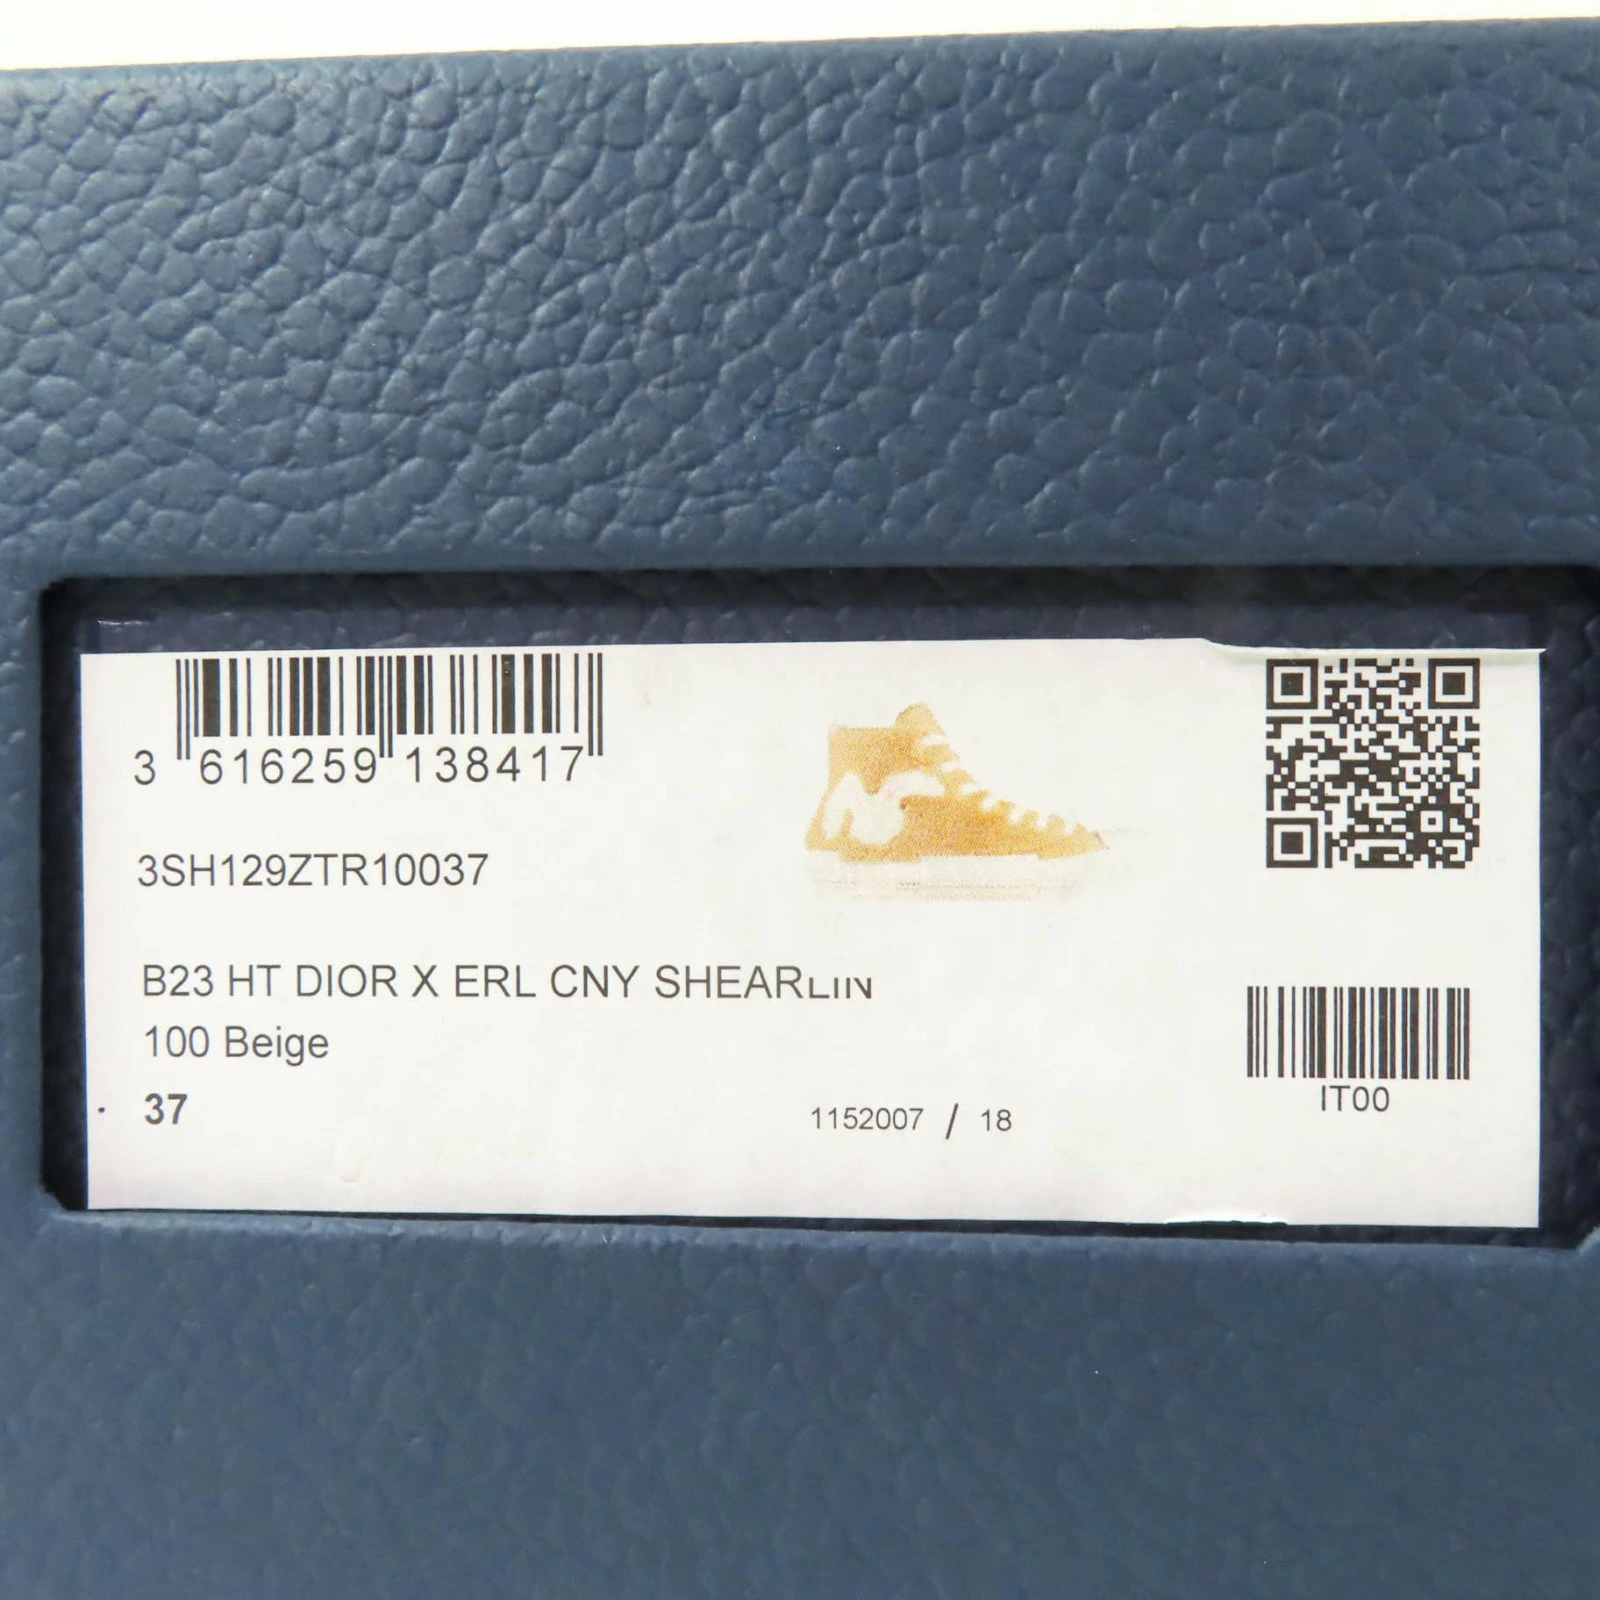 3 616259 138417
3SH129ZTR10037
B23 HT DIOR X ERL CNY SHEARLIN
100 Beige
37
1152007 / 18
IT00